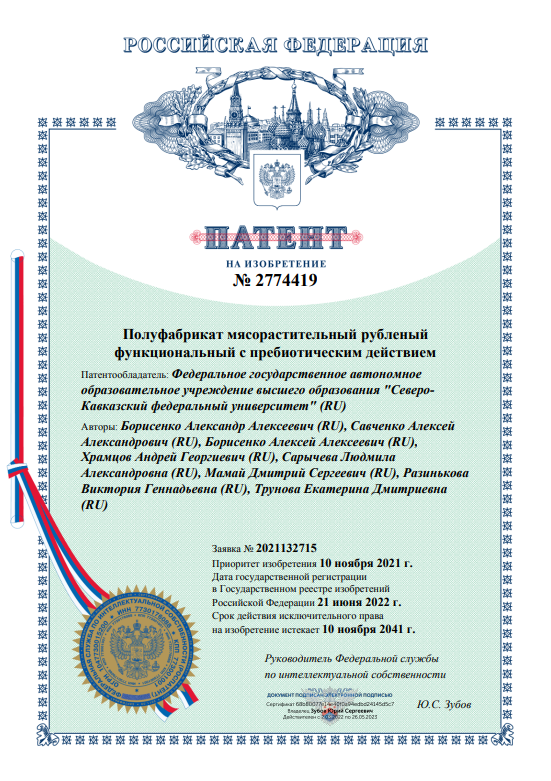 РОССИЙСКАЯ ФЕДЕРАЦИЯ
ПАТЕНТ
НА ИЗОБРЕТЕНИЕ
№ 2774419
Полуфабрикат мясорастительный рубленый
функциональный с пребиотическим действием
Патентообладатель: Федеральное государственное автономное
образовательное учреждение высшего образования "Северо-
Кавказский федеральный университет" (RU)
Авторы: Борисенко Александр Алексеевич (RU), Савченко Алексей
Александрович (RU), Борисенко Алексей Алексеевич (RU),
Храмцов Андрей Георгиевич (RU), Сарычева Людмила
Александровна (RU), Мамай Дмитрий Сергеевич (RU), Разинькова
Виктория Геннадьевна (RU), Трунова Екатерина Дмитриевна
(RU)
Заявка № 2021132715
Приоритет изобретения 10 ноября 2021 г.
Дата государственной регистрации
в Государственном реестре изобретений
Российской Федерации 21 июня 2022 г.
Срок действия исключительного права
на изобретение истекает 10 ноября 2041 г.
Руководитель Федеральной службы
по интеллектуальной собственности
ДОКУМЕНТ ПОДПИСАН ЭЛЕКТРОННОЙ ПОДПИСЬЮ
Сертификат
Владелец Зубов Юрий Сергеевич
Действителен с по 26.05.2023
Ю.С. Зубов
ФЕДЕРАЛЬНАЯ СЛУЖБА ПО ИНТЕЛЛЕКТУАЛЬНОЙ СОБСТВЕННОСТИ